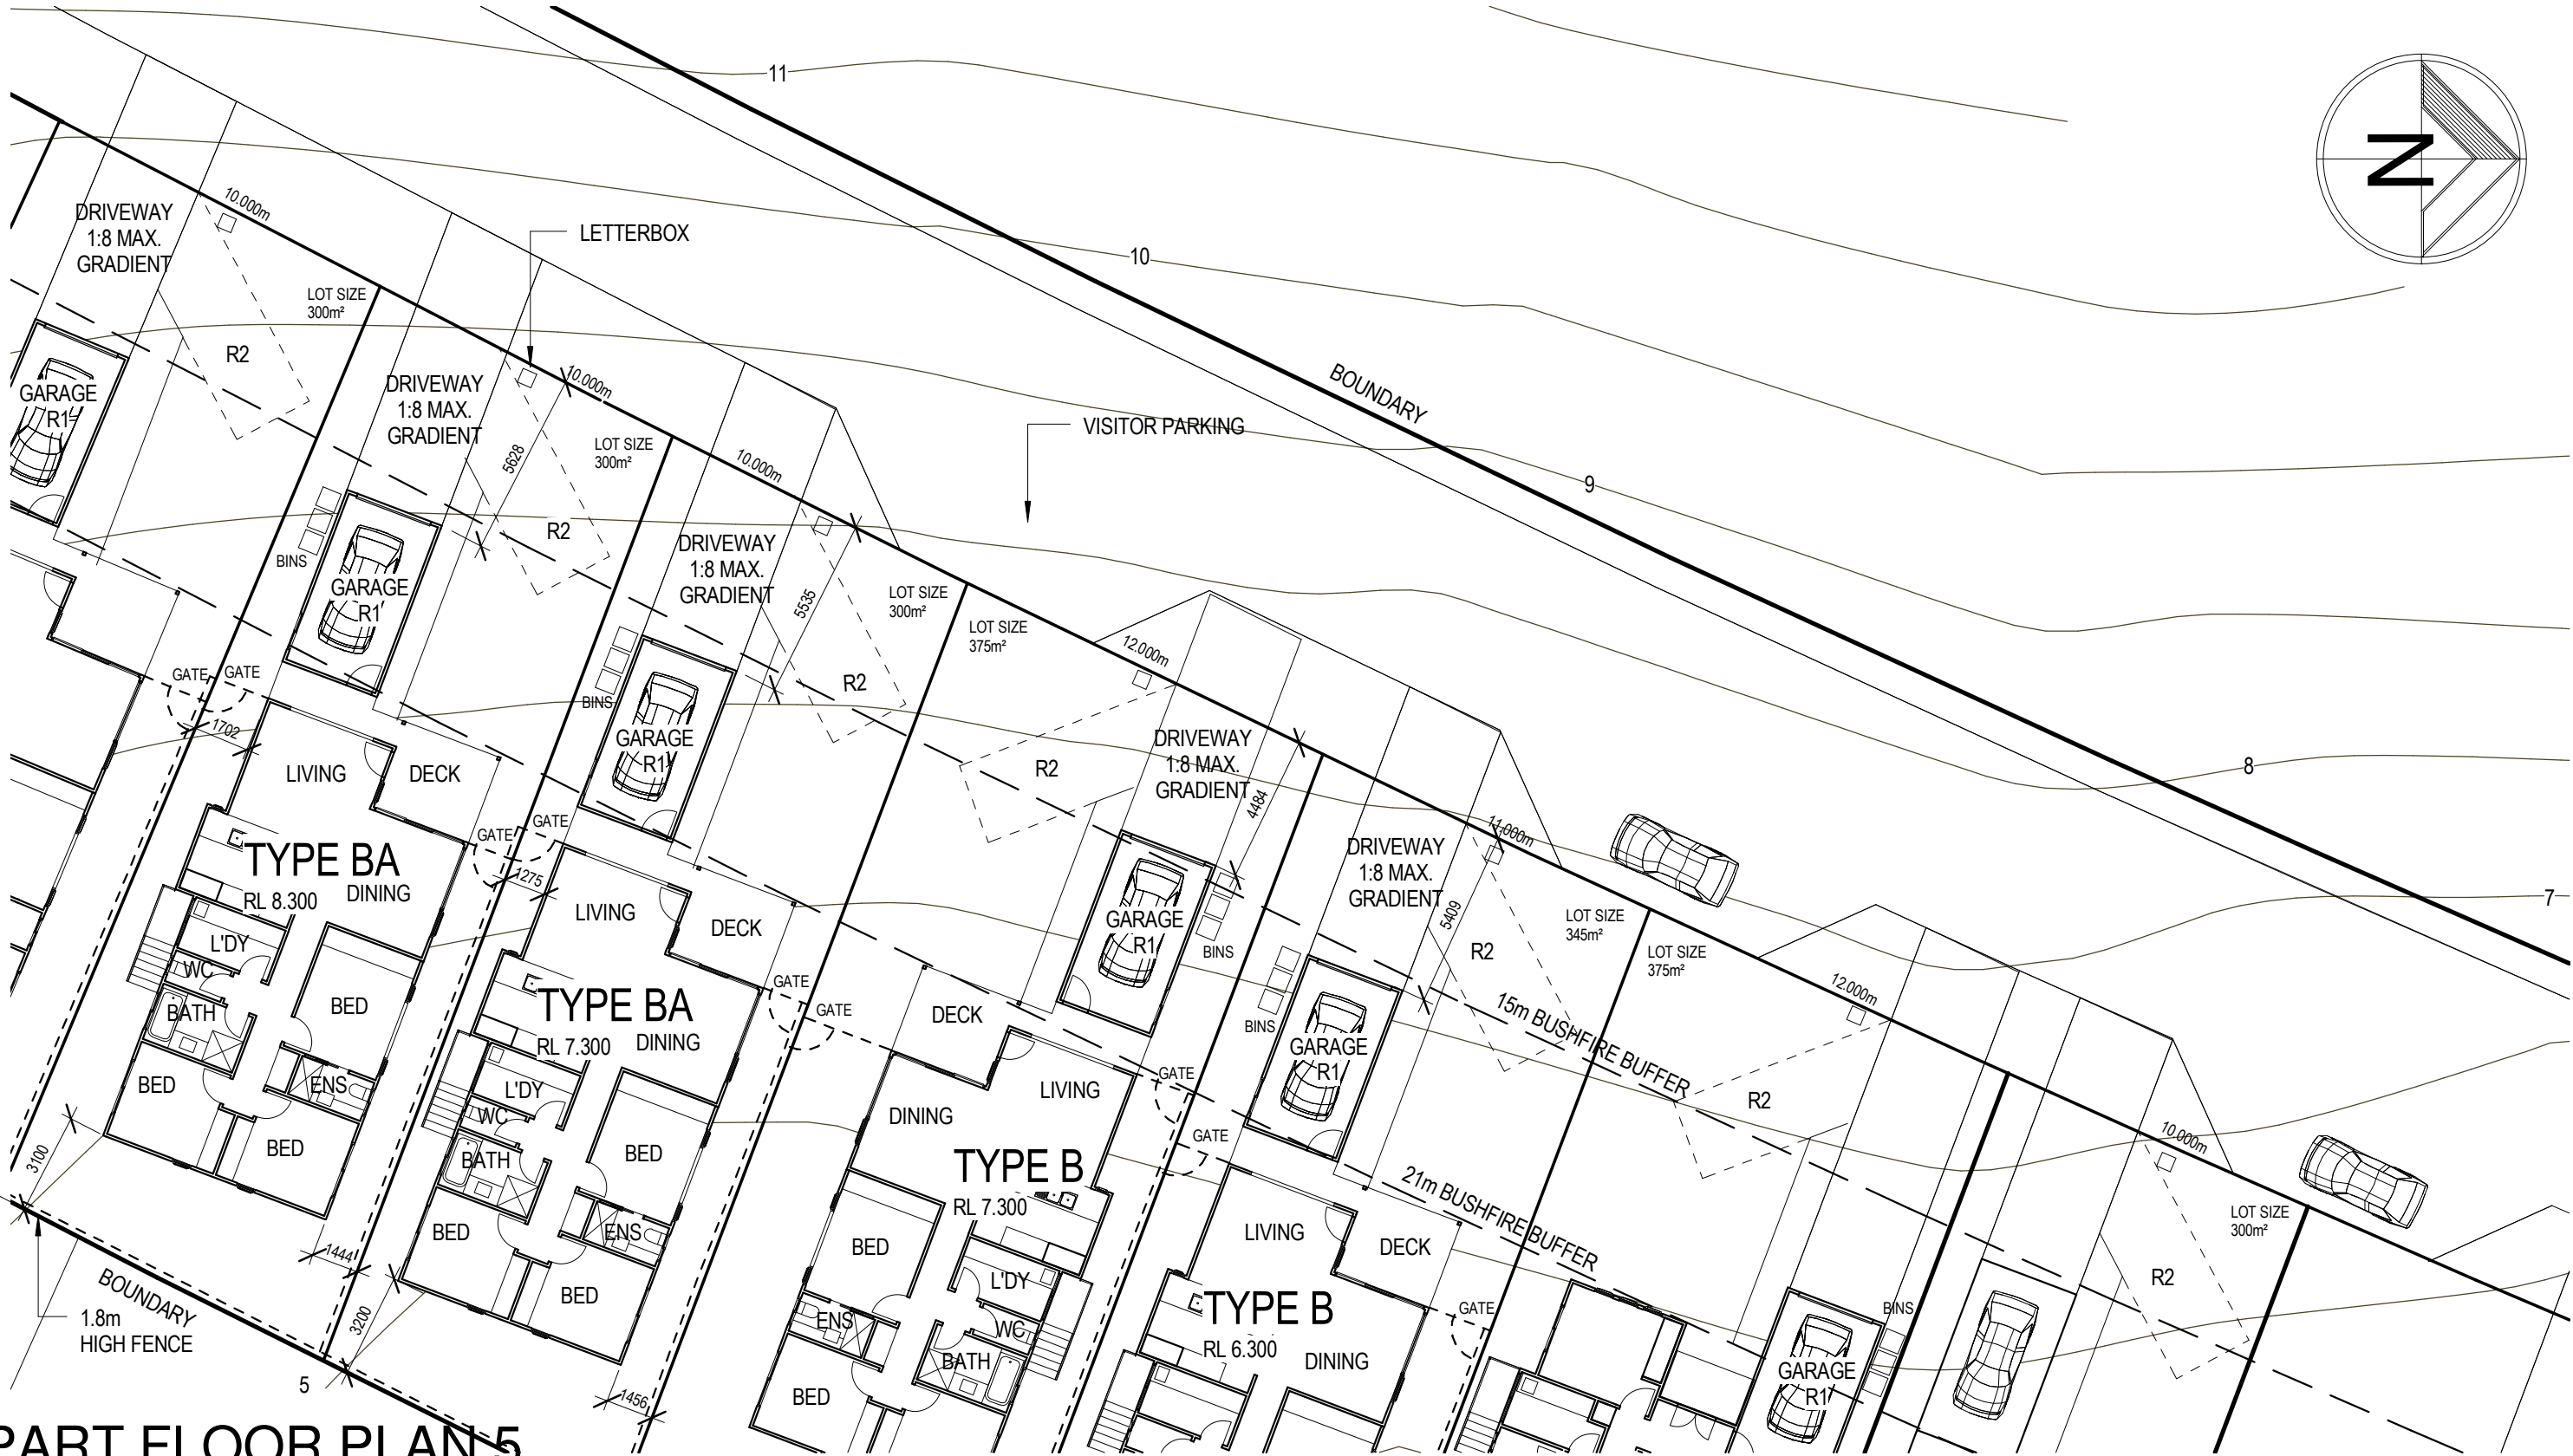 11
N
10.000m
DRIVEWAY
1:8 MAX.
GRADIENT
LETTERBOX
10
LOT SIZE
300m²
R2
GARAGE
R1
DRIVEWAY
1:8 MAX.
GRADIENT
10.000m
BOUNDARY
VISITOR PARKING
5628
LOT SIZE
300m²
10.000m
9
R2
BINS
GARAGE
R1
DRIVEWAY
1:8 MAX.
GRADIENT
5535
LOT SIZE
300m²
LOT SIZE
375m²
12.000m
GATE
GATE
R2
BINS
1702
GARAGE
R1
LIVING
DECK
R2
DRIVEWAY
1:8 MAX.
GRADIENT
4484
8
GATE
GATE
11.000m
TYPE BA
DINING
RL 8.300
1275
DRIVEWAY
1:8 MAX.
GRADIENT
5409
7
LIVING
DECK
GARAGE
R1
BINS
R2
LOT SIZE
345m²
LOT SIZE
375m²
L'DY
WC
BATH
BED
GATE
GATE
DECK
12.000m
15m BUSHFIRE BUFFER
TYPE BA
RL 7.300
DINING
BINS
GARAGE
R1
BED
ENS
L'DY
WC
GATE
LIVING
DINING
R2
10.000m
3100
BED
BATH
BED
GATE
TYPE B
RL 7.300
21m BUSHFIRE BUFFER
LOT SIZE
300m²
1444
BED
ENS
BED
LIVING
DECK
R2
BOUNDARY
1.8m
HIGH FENCE
3200
BED
L'DY
ENS
WC
TYPE B
RL 6.300
DINING
GATE
BINS
5
1456
BED
BATH
GARAGE
R1
PART FLOOR PLAN 5